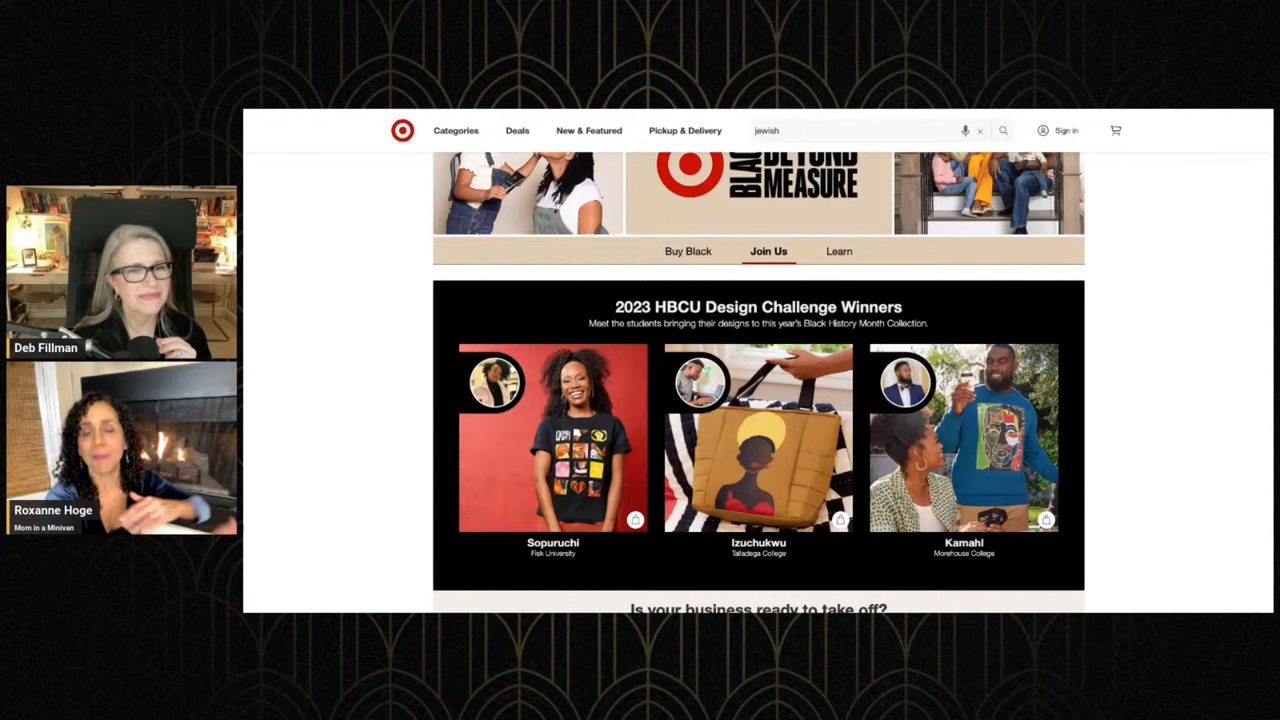 Categories
Deals
New & Featured
Pickup & Delivery
jewish
Sign in
BEYOND
MEASURE
Buy Black
Join Us
Learn
2023 HBCU Design Challenge Winners
Meet the students bringing their designs to this year's Black History Month Collection.
Sopuruchi
Fisk University
Izuchukwu
Talladega College
Kamahl
Morehouse College
Is your business ready to take off?
Deb Fillman
Roxanne Hoge
Mom in a Minivan